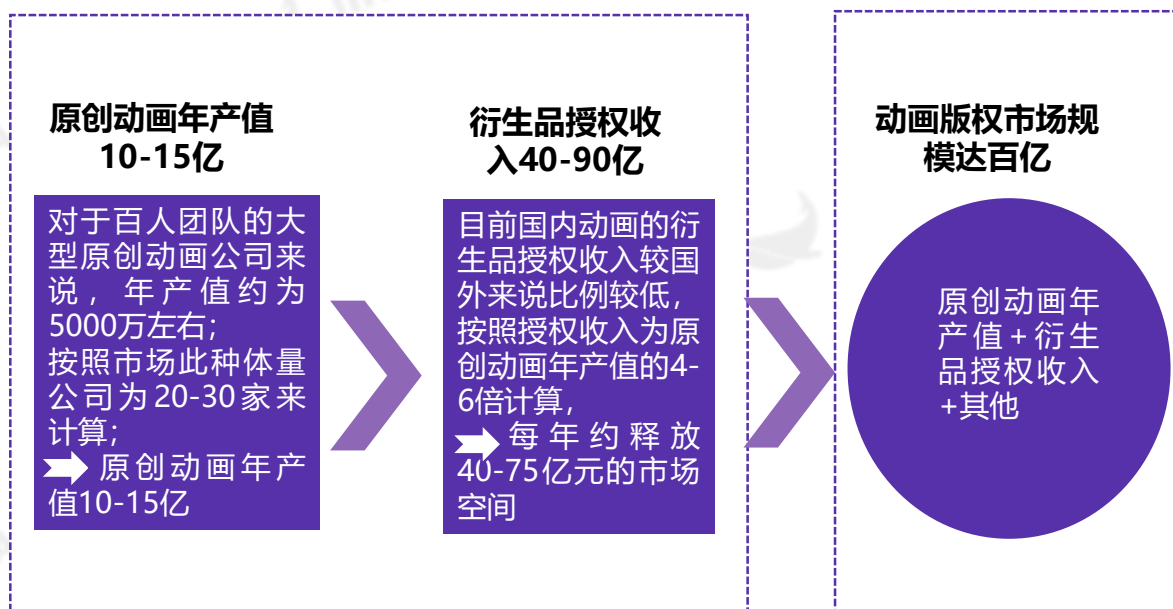 原创动画年产值
10-15亿
对于百人团队的大
型原创动画公司来
说，年产值约为
5000万左右；
按照市场此种体量
公司为20-30家来
计算；
原创动画年产
值10-15亿
衍生品授权收
入40-90亿
目前国内动画的衍
生品授权收入较国
外来说比例较低，
按照授权收入为原
创动画年产值的4-
6倍计算，
每年约释放
40-75亿元的市场
空间
动画版权市场规
模达百亿
原创动画年
产值+衍生
品授权收入
+其他